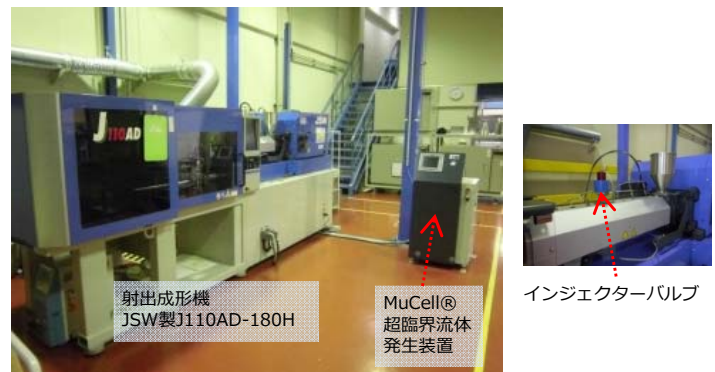 J110AD
射出成形機
JSW製J110AD-180H
MuCell®
超臨界流体
発生装置
インジェクターバルブ